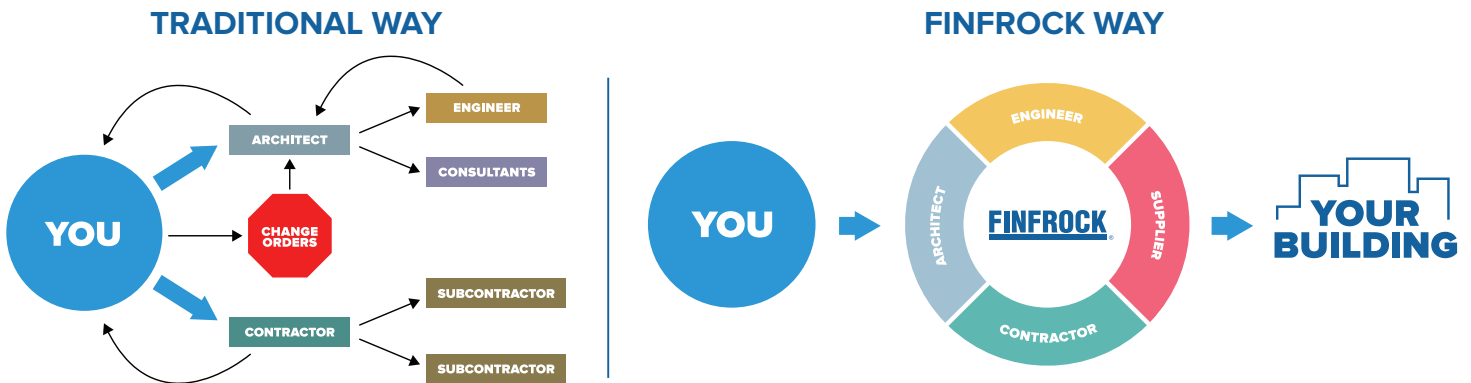 TRADITIONAL WAY
ENGINEER
ARCHITECT
CONSULTANTS
YOU
CHANGE
ORDERS
SUBCONTRACTOR
CONTRACTOR
SUBCONTRACTOR
FINFROCK WAY
YOU
ENGINEER
ARCHITECT
FINFROCK®
SUPPLIER
CONTRACTOR
YOUR
BUILDING